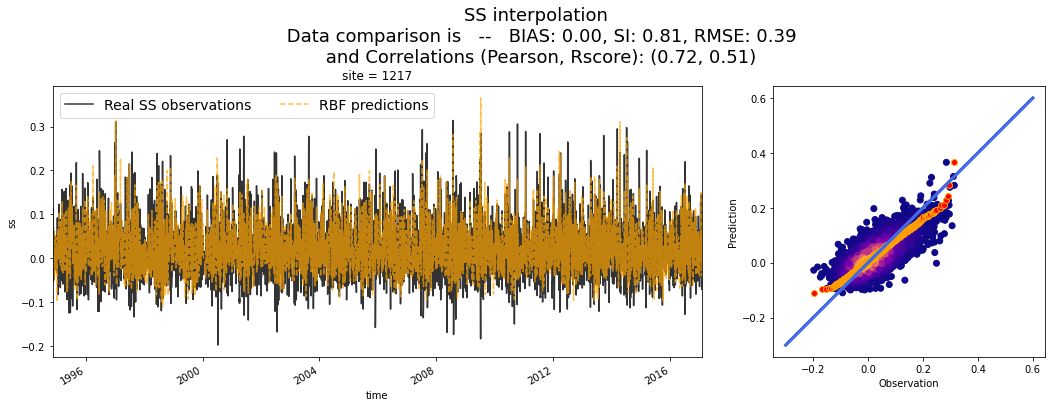 SS interpolation
Data comparison is -- BIAS: 0.00, SI: 0.81, RMSE: 0.39
and Correlations (Pearson, Rscore): (0.72, 0.51)
site = 1217
Real SS observations RBF predictions
ss
0.3
0.2
0.1
0.0
−0.1
−0.2
1996 2000 2004 2008 2012 2016
time
Prediction
0.6
0.4
0.2
0.0
−0.2
−0.2 0.0 0.2 0.4 0.6
Observation